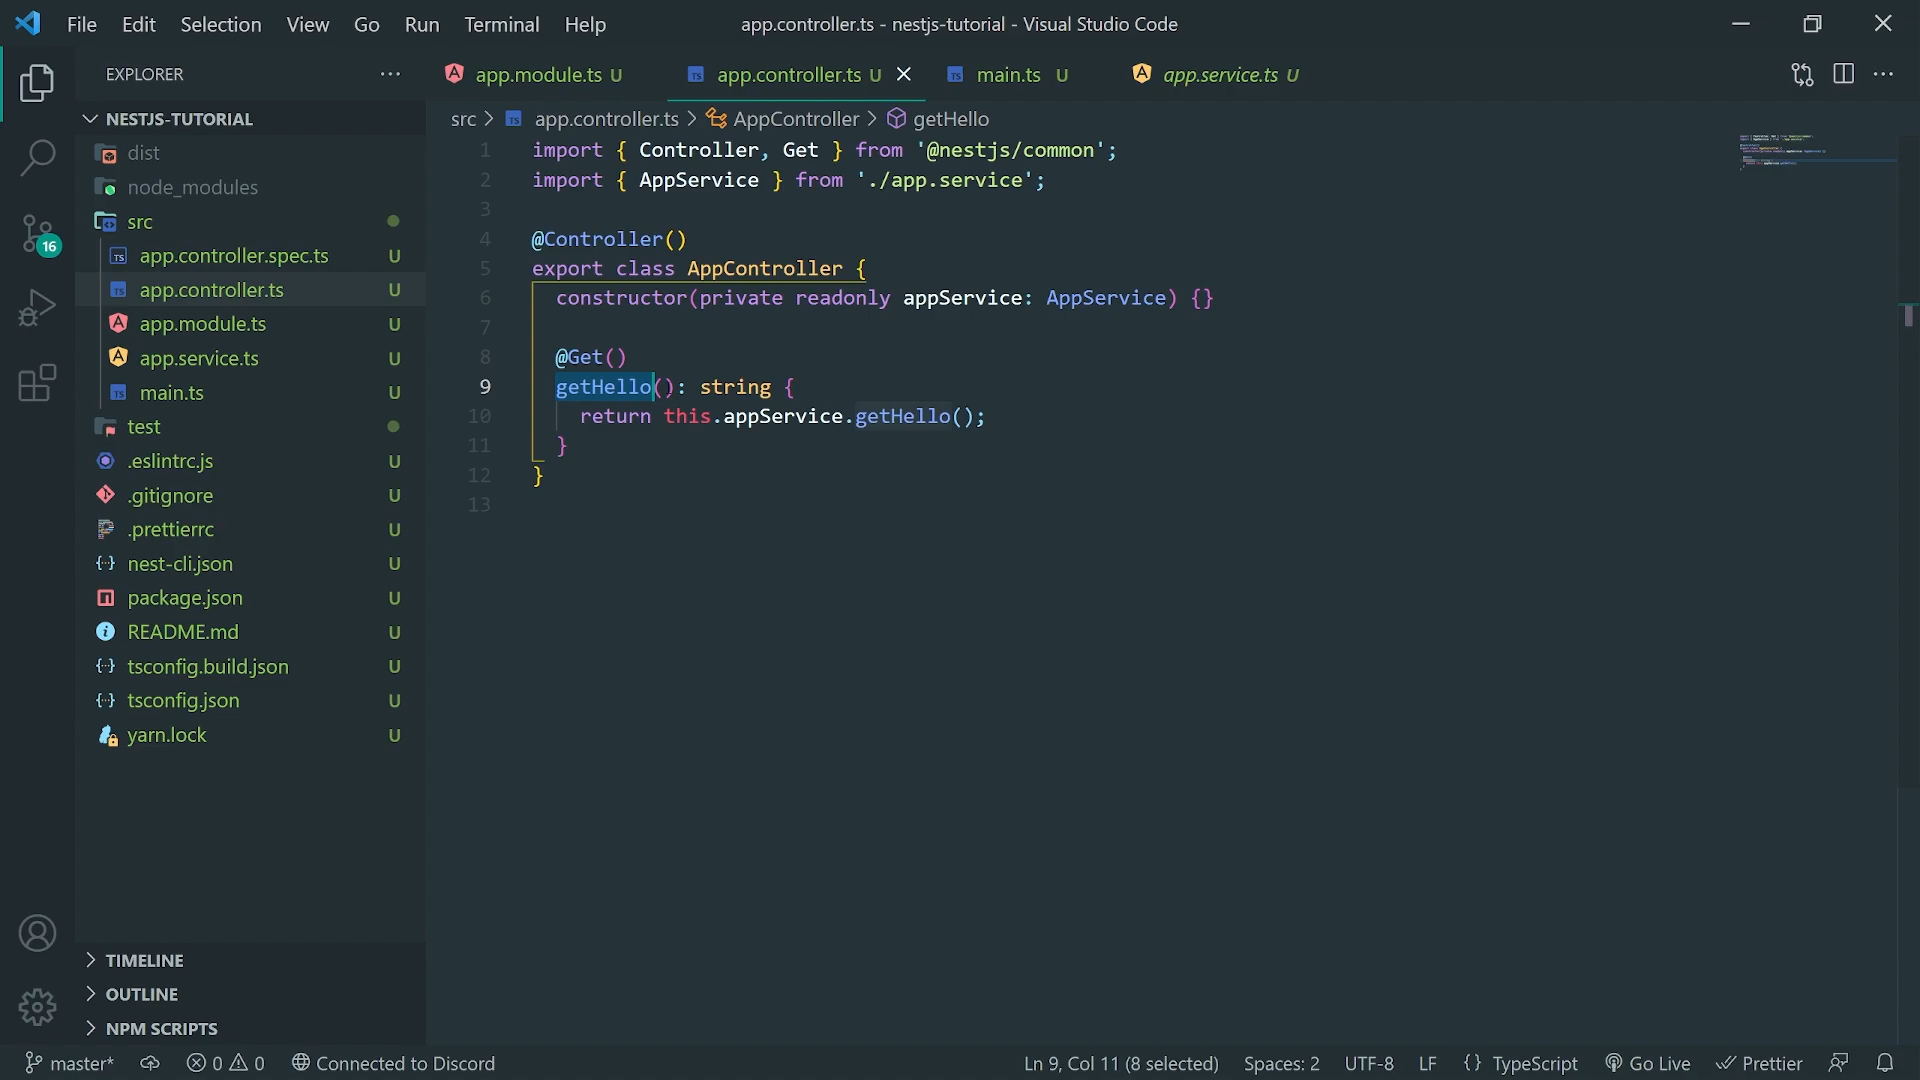 File Edit Selection View Go Run Terminal Help
app.controller.ts - nestjs-tutorial - Visual Studio Code
EXPLORER
app.module.ts U
app.controller.ts U
main.ts U
app.service.ts U
NESTJS-TUTORIAL
src > app.controller.ts > AppController > getHello
dist
node_modules
src
app.controller.spec.ts U
app.controller.ts U
app.module.ts U
app.service.ts U
main.ts U
test
.eslintrc.js U
.gitignore U
.prettierrc U
nest-cli.json U
package.json U
README.md U
tsconfig.build.json U
tsconfig.json U
yarn.lock U
16
1 import { Controller, Get } from '@nestjs/common';
2 import { AppService } from './app.service';
3
4 @Controller()
5 export class AppController {
6 constructor(private readonly appService: AppService) {}
7
8 @Get()
9 getHello(): string {
10 return this.appService.getHello();
11 }
12 }
13
TIMELINE
OUTLINE
NPM SCRIPTS
master* 0 0 Connected to Discord
Ln 9, Col 11 (8 selected) Spaces: 2 UTF-8 LF {} TypeScript Go Live Prettier